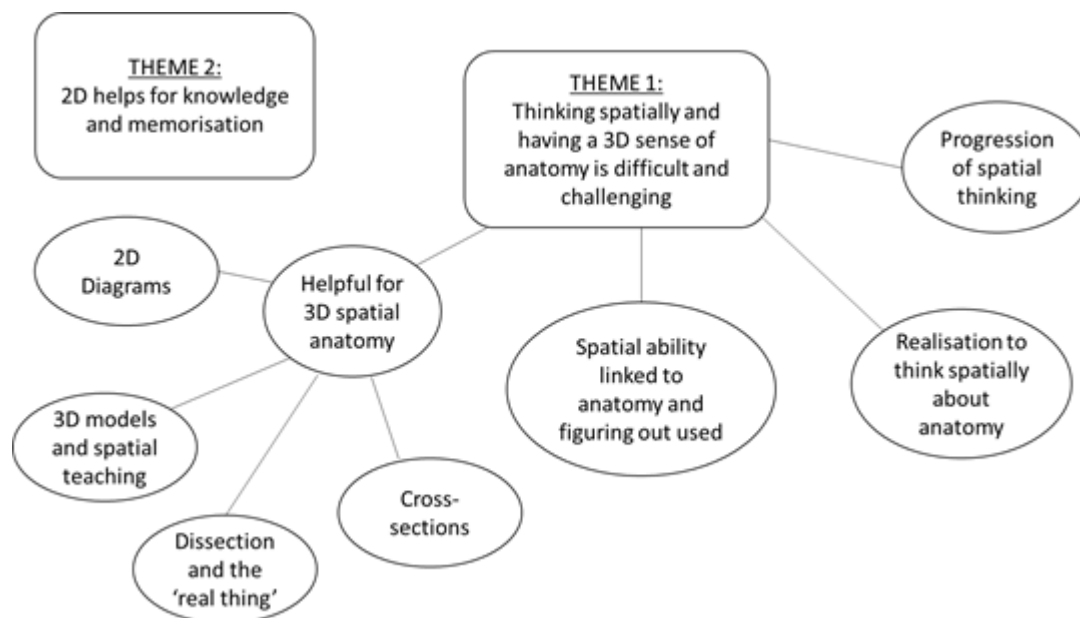 THEME 2:
2D helps for knowledge
and memorisation
THEME 1:
Thinking spatially and
having a 3D sense of
anatomy is difficult and
challenging
Progression
of spatial
thinking
2D
Diagrams
Helpful for
3D spatial
anatomy
Spatial ability
linked to
anatomy and
figuring out used
Realisation to
think spatially
about
anatomy
3D models
and spatial
teaching
Cross-
sections
Dissection
and the
‘real thing’